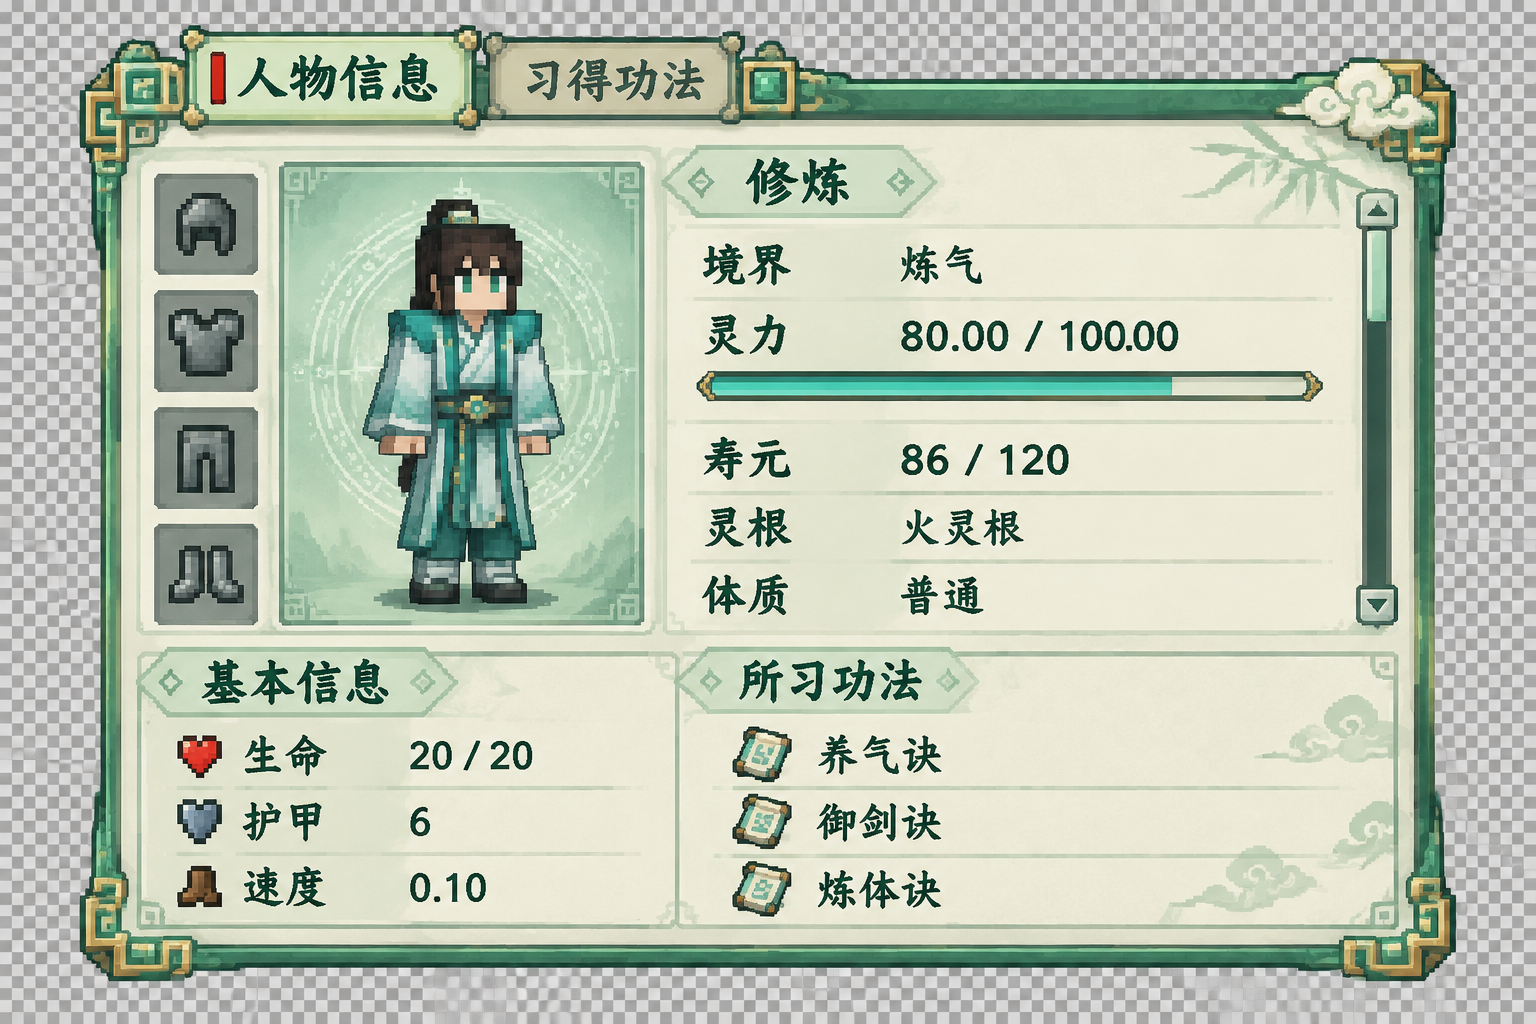 人物信息 习得功法
修炼
境界 炼气
灵力 80.00 / 100.00
寿元 86 / 120
灵根 火灵根
体质 普通
基本信息
生命 20 / 20
护甲 6
速度 0.10
所习功法
养气诀
御剑诀
炼体诀